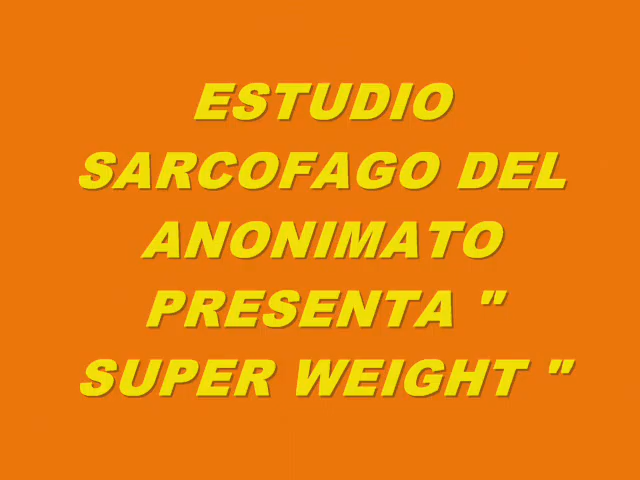 ESTUDIO
SARCOFAGO DEL
ANONIMATO
PRESENTA "
SUPER WEIGHT "